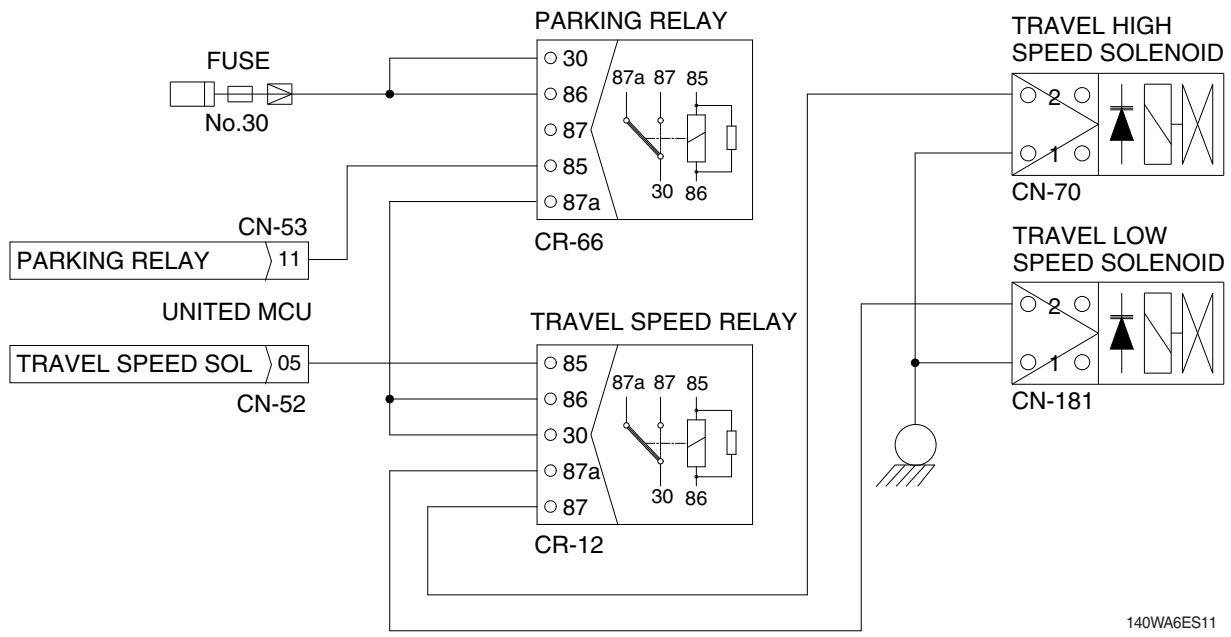 PARKING RELAY
TRAVEL HIGH
SPEED SOLENOID
FUSE
No.30
30
86
87
85
87a
87a 87 85
30 86
CR-66
2
1
CN-70
CN-53
PARKING RELAY 11
UNITED MCU
TRAVEL SPEED SOL 05
CN-52
TRAVEL LOW
SPEED SOLENOID
2
1
CN-181
TRAVEL SPEED RELAY
85
86
30
87a
87
87a 87 85
30 86
CR-12
140WA6ES11